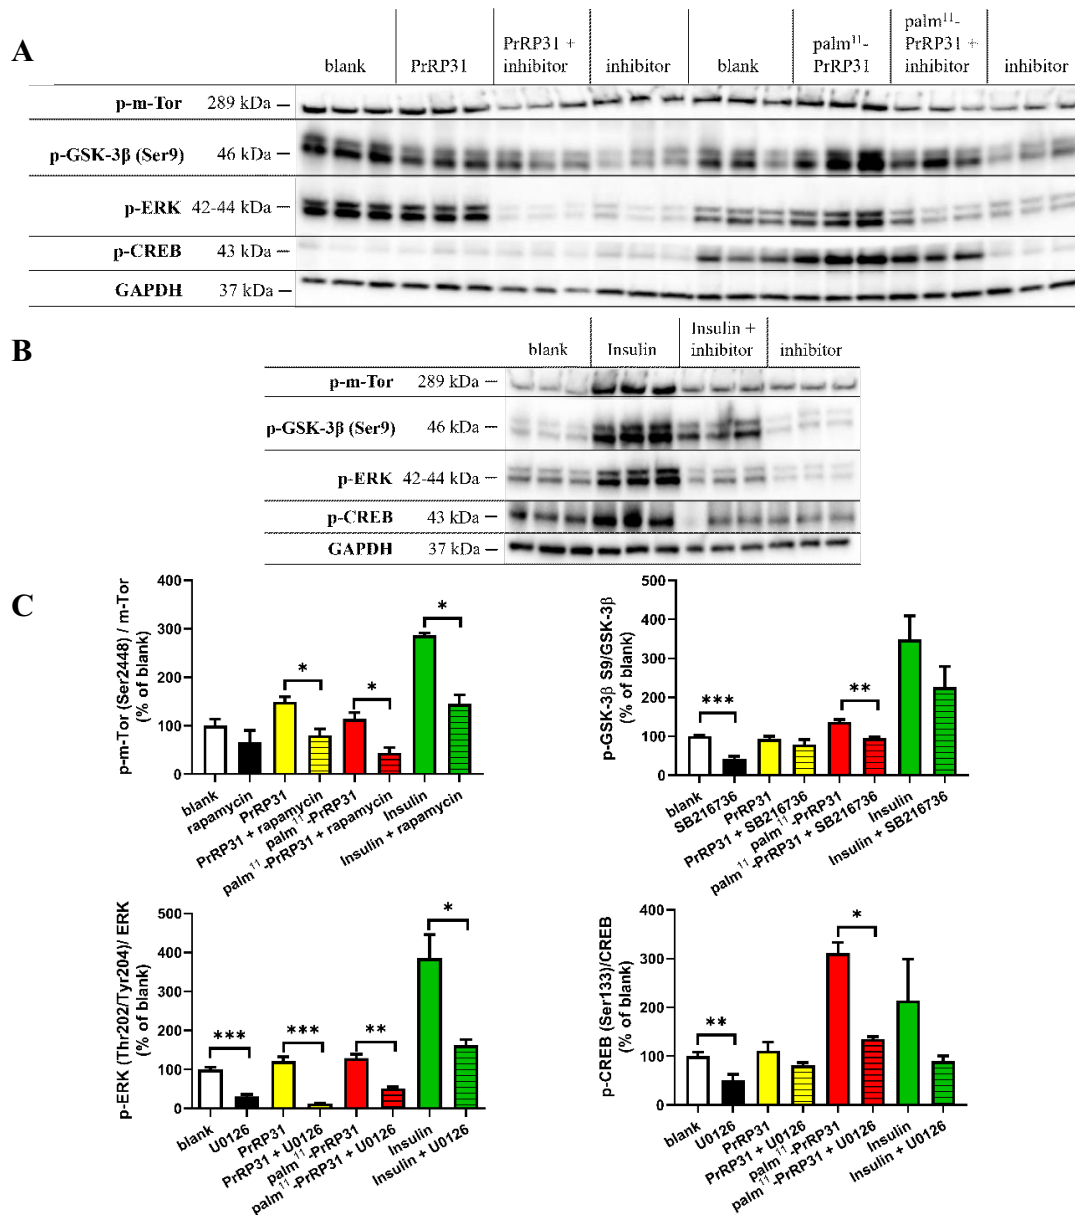 A
blank
PrRP31
PrRP31 +
inhibitor
inhibitor
blank
palm¹¹-
PrRP31
palm¹¹-
PrRP31 +
inhibitor
inhibitor
p-m-Tor 289 kDa
p-GSK-3β (Ser9) 46 kDa
p-ERK 42-44 kDa
p-CREB 43 kDa
GAPDH 37 kDa
B
blank
Insulin
Insulin +
inhibitor
inhibitor
p-m-Tor 289 kDa
p-GSK-3β (Ser9) 46 kDa
p-ERK 42-44 kDa
p-CREB 43 kDa
GAPDH 37 kDa
C
p-m-Tor (Ser2448) / m-Tor
(% of blank)
400
300
200
100
0
*
*
*
blank
rapamycin
PrRP31
PrRP31 + rapamycin
palm¹¹-PrRP31
palm¹¹-PrRP31 + rapamycin
Insulin
Insulin + rapamycin
p-GSK-3β S9/GSK-3β
(% of blank)
500
400
300
200
100
0
***
**
blank
SB216736
PrRP31
PrRP31 + SB216736
palm¹¹-PrRP31
palm¹¹-PrRP31 + SB216736
Insulin
Insulin + SB216736
p-ERK (Thr202/Tyr204)/ ERK
(% of blank)
500
400
300
200
100
0
***
***
**
*
blank
U0126
PrRP31
PrRP31 + U0126
palm¹¹-PrRP31
palm¹¹-PrRP31 + U0126
Insulin
Insulin + U0126
p-CREB (Ser133)/CREB
(% of blank)
400
300
200
100
0
**
*
blank
U0126
PrRP31
PrRP31 + U0126
palm¹¹-PrRP31
palm¹¹-PrRP31 + U0126
Insulin
Insulin + U0126